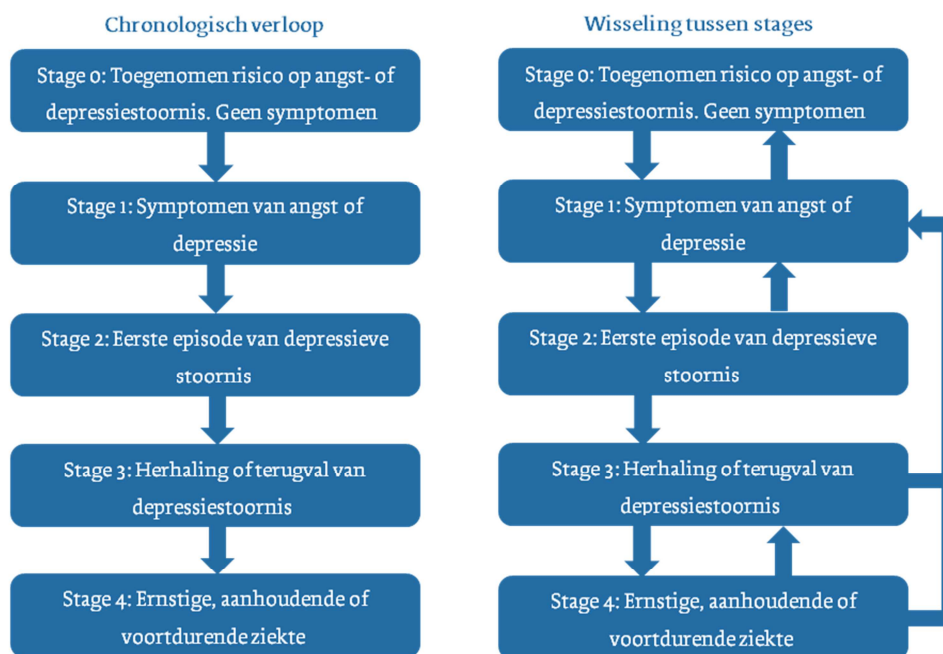 Chronologisch verloop
Stage 0: Toegenomen risico op angst- of
depressiestoornis. Geen symptomen
Stage 1: Symptomen van angst of
depressie
Stage 2: Eerste episode van depressieve
stoornis
Stage 3: Herhaling of terugval van
depressiestoornis
Stage 4: Ernstige, aanhoudende of
voortdurende ziekte
Wisseling tussen stages
Stage 0: Toegenomen risico op angst- of
depressiestoornis. Geen symptomen
Stage 1: Symptomen van angst of
depressie
Stage 2: Eerste episode van depressieve
stoornis
Stage 3: Herhaling of terugval van
depressiestoornis
Stage 4: Ernstige, aanhoudende of
voortdurende ziekte